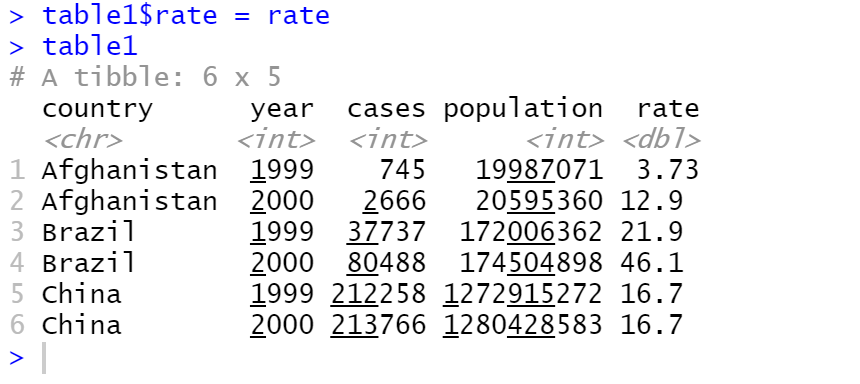 > table1$rate = rate
> table1
# A tibble: 6 x 5
country year cases population rate
<chr> <int> <int> <int> <dbl>
1 Afghanistan 1999 745 19987071 3.73
2 Afghanistan 2000 2666 20595360 12.9
3 Brazil 1999 37737 172006362 21.9
4 Brazil 2000 80488 174504898 46.1
5 China 1999 212258 1272915272 16.7
6 China 2000 213766 1280428583 16.7
>